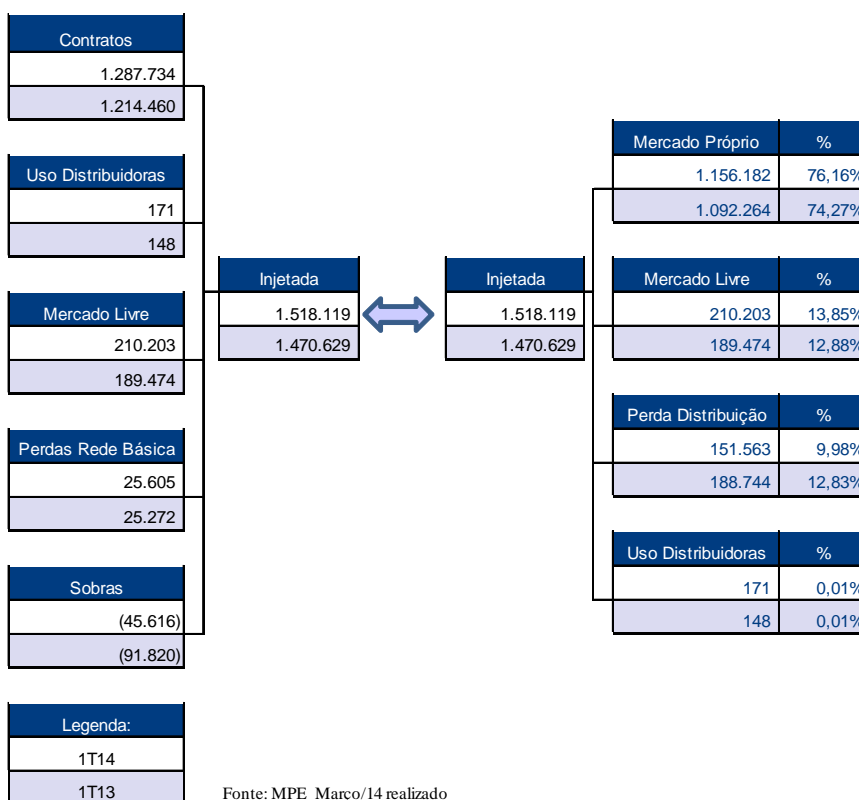 Contratos
1.287.734
1.214.460
Uso Distribuidoras
171
148
Mercado Livre
210.203
189.474
Perdas Rede Básica
25.605
25.272
Sobras
(45.616)
(91.820)
Legenda:
1T14
1T13
Injetada
1.518.119
1.470.629
Injetada
1.518.119
1.470.629
Mercado Próprio %
1.156.182 76,16%
1.092.264 74,27%
Mercado Livre %
210.203 13,85%
189.474 12,88%
Perda Distribuição %
151.563 9,98%
188.744 12,83%
Uso Distribuidoras %
171 0,01%
148 0,01%
Fonte: MPE Março/14 realizado